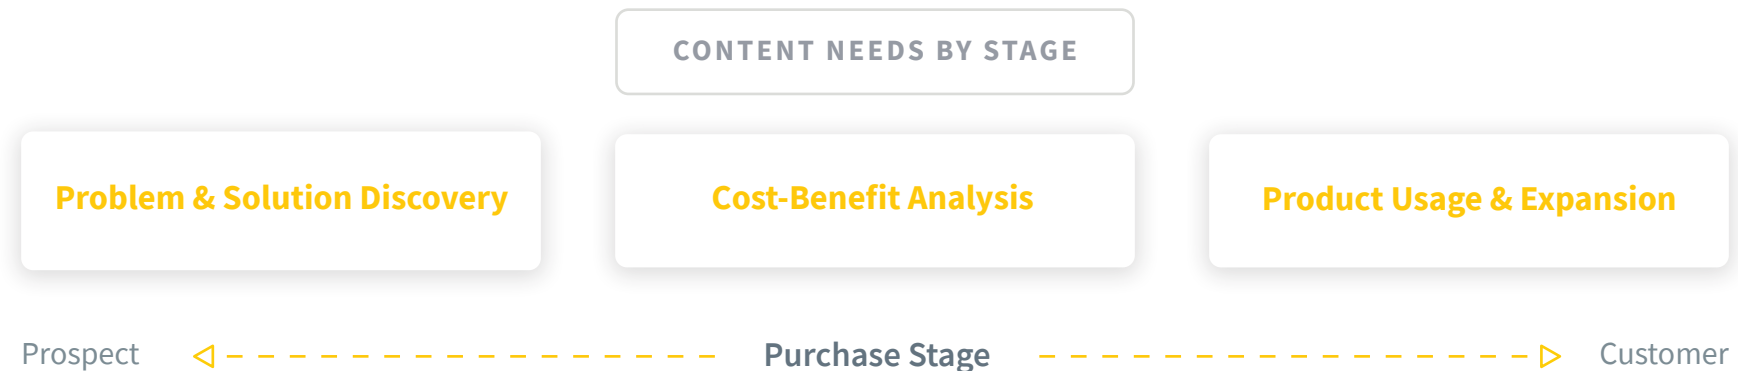 CONTENT NEEDS BY STAGE
Problem & Solution Discovery
Cost-Benefit Analysis
Product Usage & Expansion
Prospect
Purchase Stage
Customer